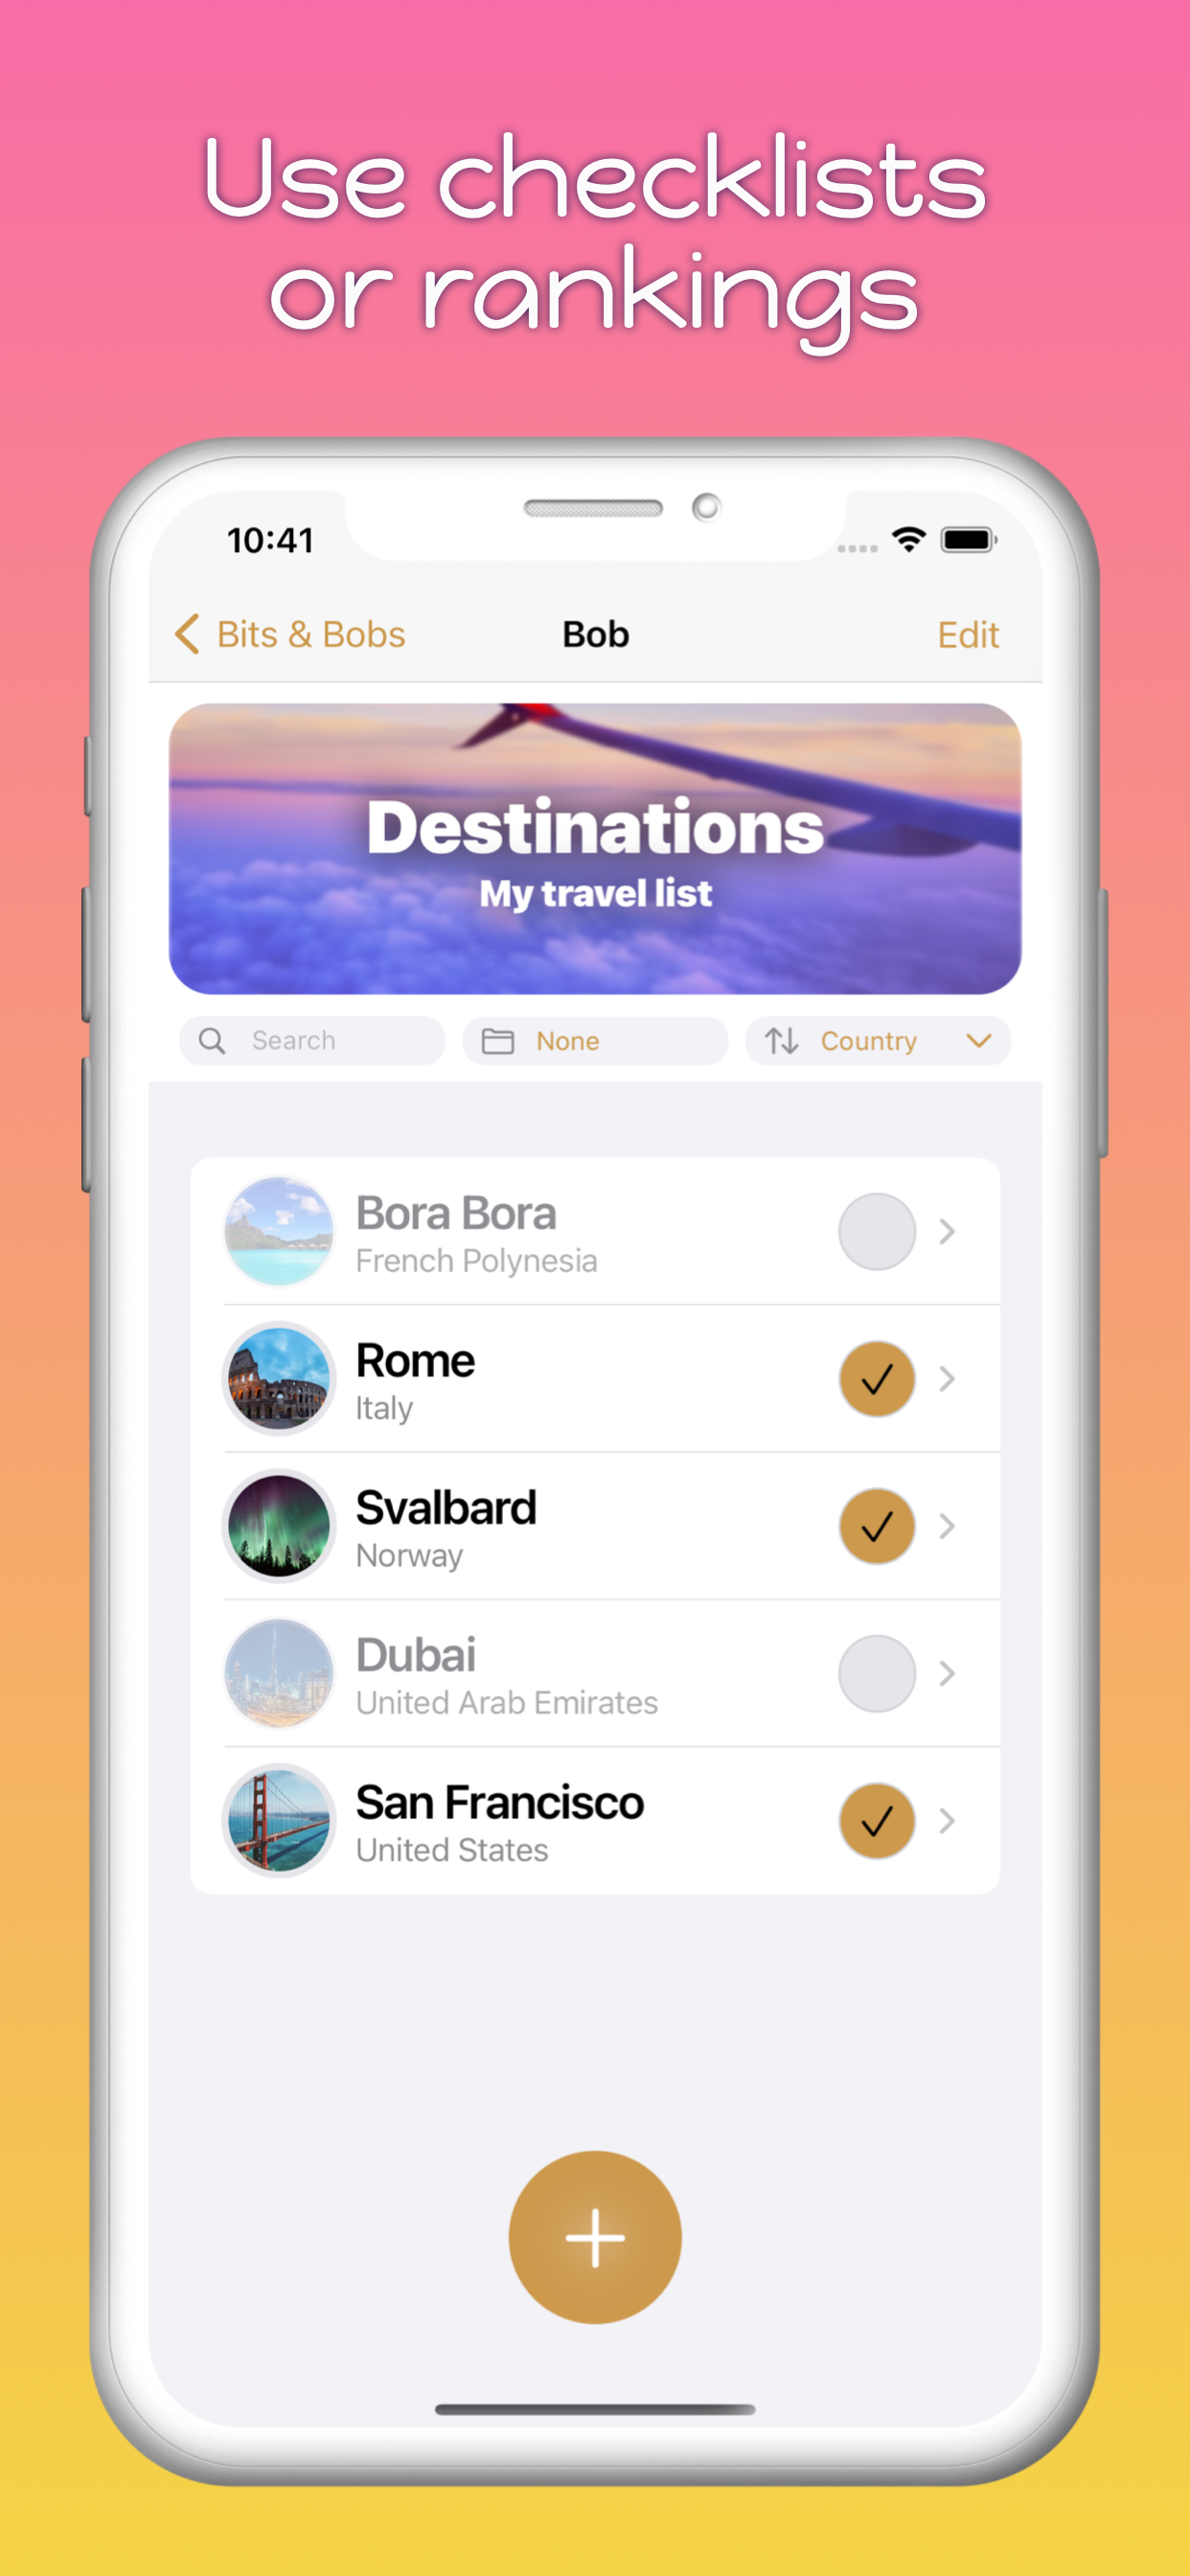 Use checklists
or rankings
10:41
Bits & Bobs
Bob
Edit
Destinations
My travel list
Search
None
Country
Bora Bora
French Polynesia
Rome
Italy
Svalbard
Norway
Dubai
United Arab Emirates
San Francisco
United States